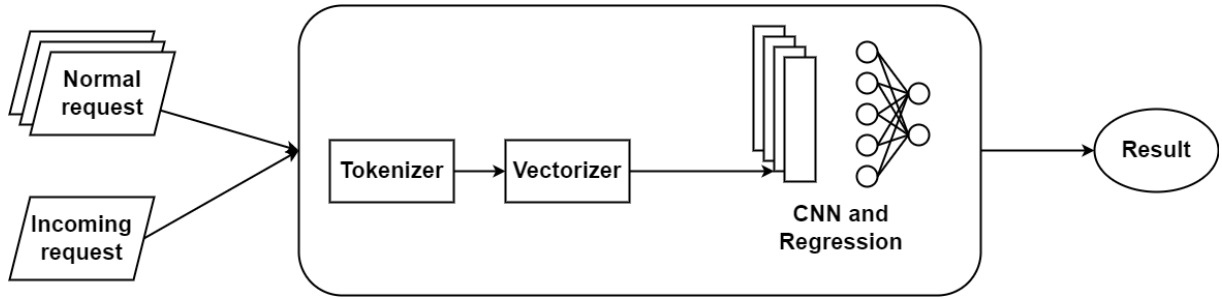 Normal
request
Incoming
request
Tokenizer
Vectorizer
CNN and
Regression
Result